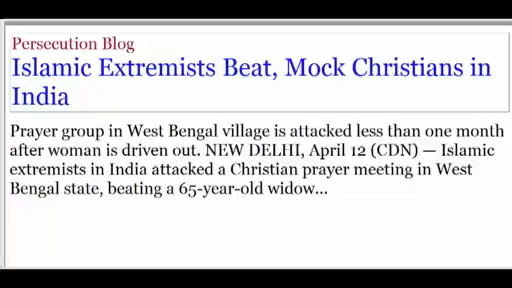 Persecution Blog
Islamic Extremists Beat, Mock Christians in
India
Prayer group in West Bengal village is attacked less than one month
after woman is driven out. NEW DELHI, April 12 (CDN) — Islamic
extremists in India attacked a Christian prayer meeting in West
Bengal state, beating a 65-year-old widow...